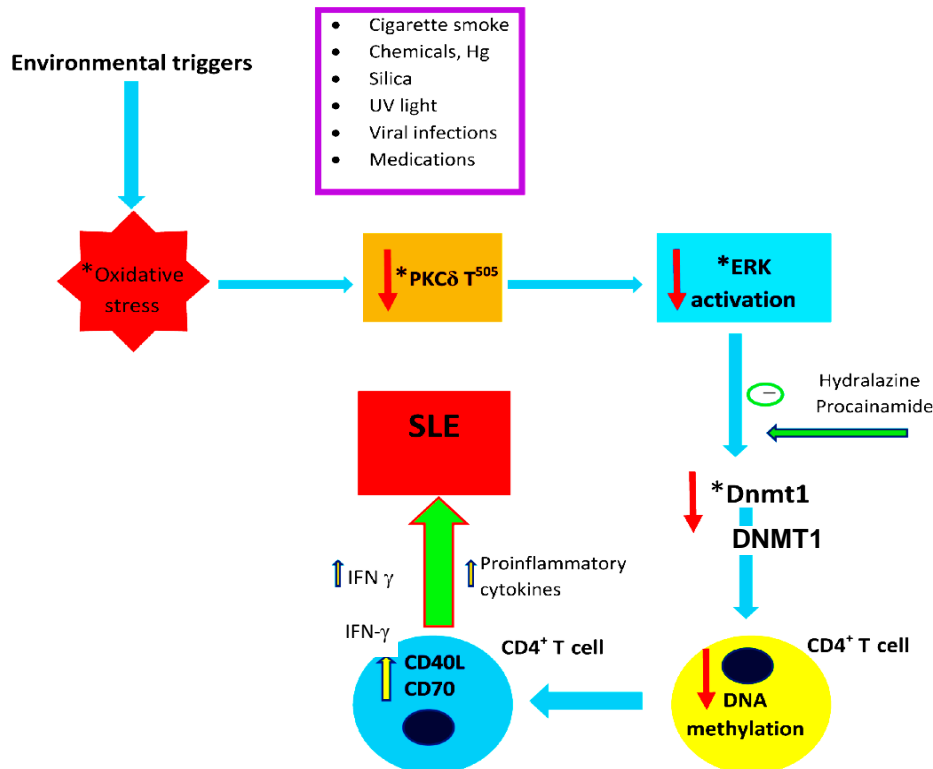 Environmental triggers
• Cigarette smoke
• Chemicals, Hg
• Silica
• UV light
• Viral infections
• Medications
*Oxidative
stress
*PKCδ T⁵⁰⁵
*ERK
activation
Hydralazine
Procainamide
–
*Dnmt1
DNMT1
SLE
IFN γ
Proinflammatory
cytokines
IFN-γ
CD40L
CD70
CD4⁺ T cell
CD4⁺ T cell
DNA
methylation